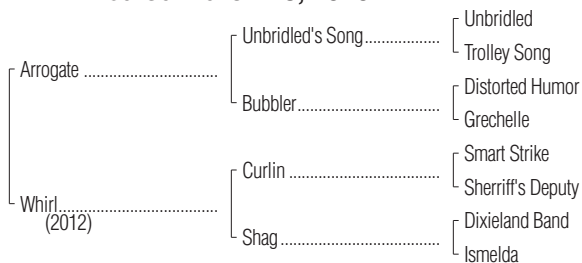 Unbridled
Unbridled's Song
Trolley Song
Arrogate
Distorted Humor
Bubbler
Grechelle
Smart Strike
Curlin
Sherriff's Deputy
Whirl
(2012)
Dixieland Band
Shag
Ismelda